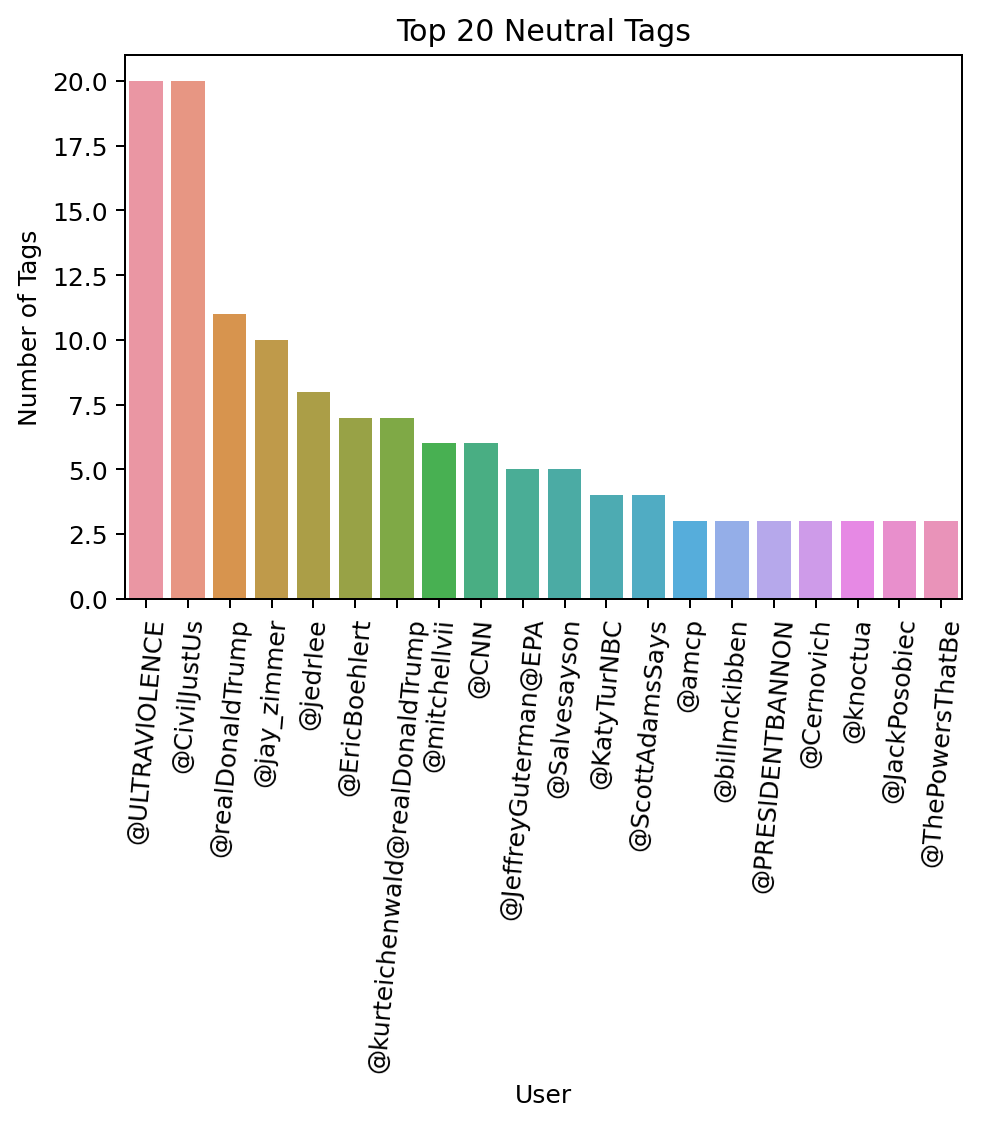 Top 20 Neutral Tags
Number of Tags
20.0
17.5
15.0
12.5
10.0
7.5
5.0
2.5
0.0
@ULTRAVIOLENCE
@CivilJustUs
@realDonaldTrump
@jay_zimmer
@jedrlee
@EricBoehlert
@kurteichenwald@realDonaldTrump
@mitchellvii
@CNN
@JeffreyGuterman@EPA
@Salvesayson
@KatyTurNBC
@ScottAdamsSays
@amcp
@billmckibben
@PRESIDENTBANNON
@Cernovich
@knoctua
@JackPosobiec
@ThePowersThatBe
User